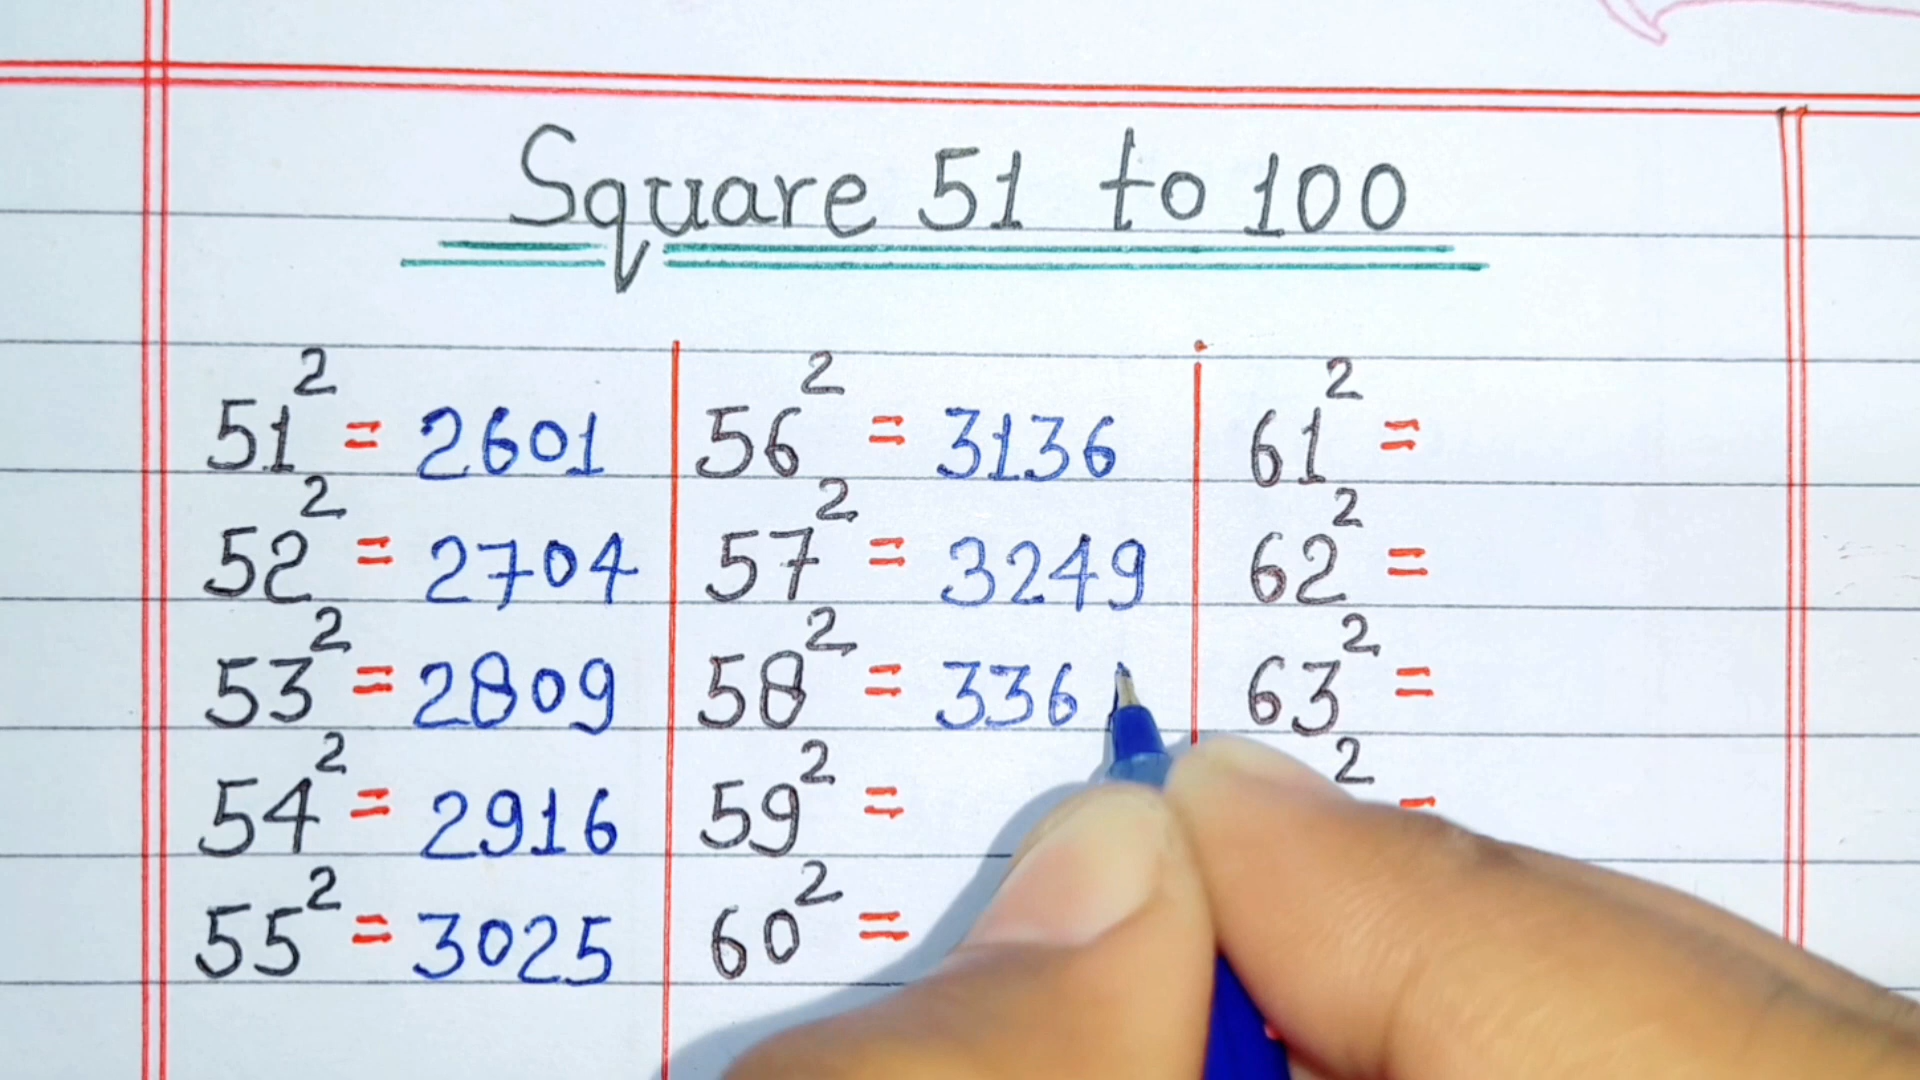 Square 51 to 100
51² = 2601
52² = 2704
53² = 2809
54² = 2916
55² = 3025
56² = 3136
57² = 3249
58² = 336
59² =
60² =
61² =
62² =
63² =
² =